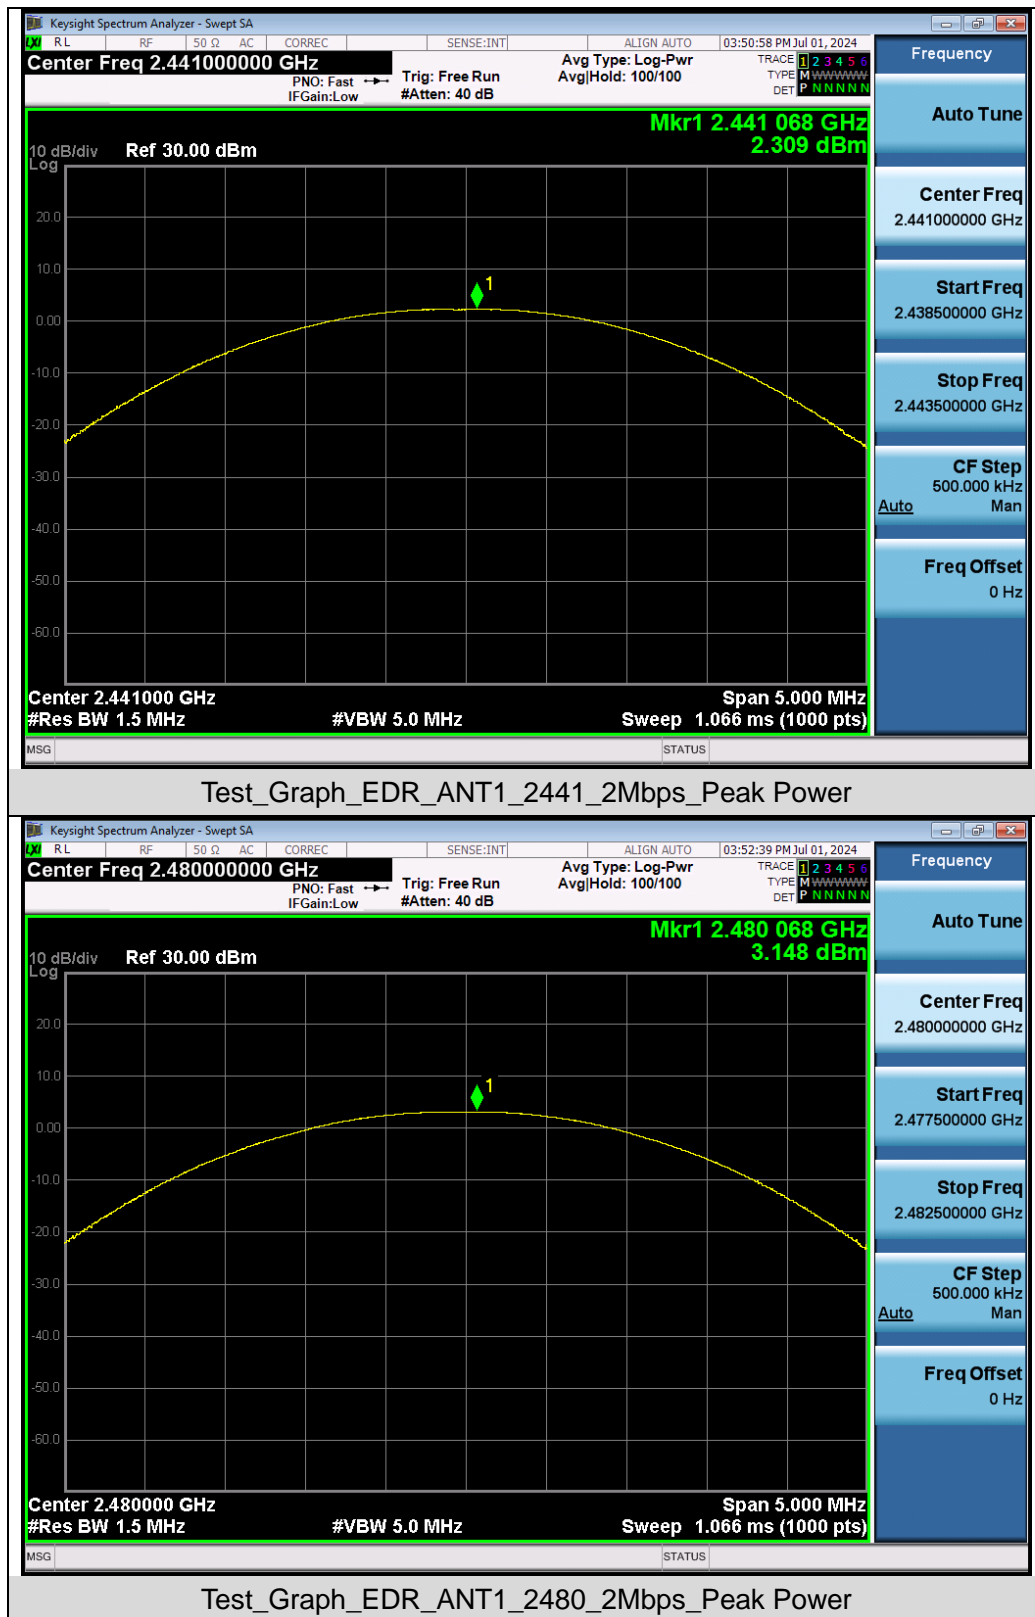 Keysight Spectrum Analyzer - Swept SA
LXI RL RF 50 Ω AC CORREC SENSE:INT ALIGN AUTO 03:50:58 PM Jul 01, 2024
Center Freq 2.441000000 GHz
PNO: Fast
IFGain:Low
Trig: Free Run
#Atten: 40 dB
Avg Type: Log-Pwr
Avg|Hold: 100/100
TRACE 1 2 3 4 5 6
TYPE M WWWWW
DET P N N N N N
Mkr1 2.441 068 GHz
2.309 dBm
10 dB/div Ref 30.00 dBm
Log
20.0
10.0
1
0.00
-10.0
-20.0
-30.0
-40.0
-50.0
-60.0
Center 2.441000 GHz Span 5.000 MHz
#Res BW 1.5 MHz #VBW 5.0 MHz Sweep 1.066 ms (1000 pts)
MSG STATUS
Frequency
Auto Tune
Center Freq
2.441000000 GHz
Start Freq
2.438500000 GHz
Stop Freq
2.443500000 GHz
CF Step
500.000 kHz
Auto Man
Freq Offset
0 Hz
Test_Graph_EDR_ANT1_2441_2Mbps_Peak Power
Keysight Spectrum Analyzer - Swept SA
LXI RL RF 50 Ω AC CORREC SENSE:INT ALIGN AUTO 03:52:39 PM Jul 01, 2024
Center Freq 2.480000000 GHz
PNO: Fast
IFGain:Low
Trig: Free Run
#Atten: 40 dB
Avg Type: Log-Pwr
Avg|Hold: 100/100
TRACE 1 2 3 4 5 6
TYPE M WWWWW
DET P N N N N N
Mkr1 2.480 068 GHz
3.148 dBm
10 dB/div Ref 30.00 dBm
Log
20.0
10.0
1
0.00
-10.0
-20.0
-30.0
-40.0
-50.0
-60.0
Center 2.480000 GHz Span 5.000 MHz
#Res BW 1.5 MHz #VBW 5.0 MHz Sweep 1.066 ms (1000 pts)
MSG STATUS
Frequency
Auto Tune
Center Freq
2.480000000 GHz
Start Freq
2.477500000 GHz
Stop Freq
2.482500000 GHz
CF Step
500.000 kHz
Auto Man
Freq Offset
0 Hz
Test_Graph_EDR_ANT1_2480_2Mbps_Peak Power